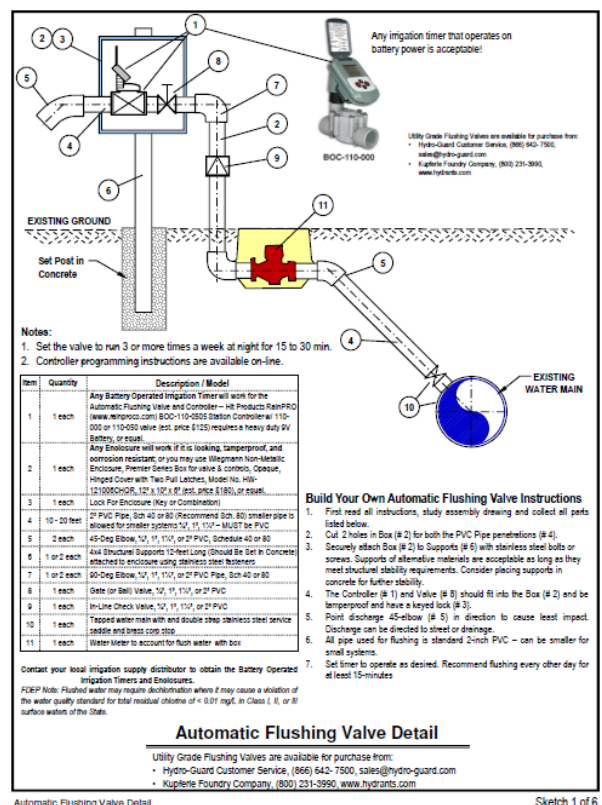 2
3
1
Any irrigation timer that operates on
battery power is acceptable!
5
8
7
4
2
BOC-110-000
Utility Grade Flushing Valves are available for purchase from:
• Hydro-Guard Customer Service, (866) 642- 7500,
sales@hydro-guard.com
• Kupferle Foundry Company, (800) 231-3990,
www.hydrants.com
9
6
11
EXISTING GROUND
5
Set Post in
Concrete
4
Notes:
1. Set the valve to run 3 or more times a week at night for 15 to 30 min.
2. Controller programming instructions are available on-line.
EXISTING
WATER MAIN
10
Item Quantity Description / Model
1 1 each Any Battery Operated Irrigation Timer will work for the
Automatic Flushing Valve and Controller – Hit Products RainPRO
(www.rainproco.com) BOC-110-050S Station Controller w/ 110-
000 or 110-050 valve (est. price $125) requires a heavy duty 9V
Battery, or equal.
2 1 each Any Enclosure will work if it is locking, tamperproof, and
corrosion resistant; or you may use Wiegmann Non-Metallic
Enclosure, Premier Series Box for valve & controls, Opaque,
Hinged Cover with Two Pull Latches, Model No. HW-
121006CHQR, 12" x 10" x 6" (est. price $180), or equal.
3 1 each Lock For Enclosure (Key or Combination)
4 10 - 20 feet 2" PVC Pipe, Sch 40 or 80 (Recommend Sch. 80) smaller pipe is
allowed for smaller systems ¾", 1", 1½" – MUST be PVC
5 2 each 45-Deg Elbow, ¾", 1", 1½", or 2" PVC, Schedule 40 or 80
6 1 or 2 each 4x4 Structural Supports 12-feet Long (Should Be Set In Concrete)
attached to enclosure using stainless steel fasteners
7 1 or 2 each 90-Deg Elbow, ¾", 1", 1½", or 2" PVC Pipe, Sch 40 or 80
8 1 each Gate (or Ball) Valve, ¾", 1", 1½", or 2" PVC
9 1 each In-Line Check Valve, ¾", 1", 1½", or 2" PVC
10 1 each Tapped water main with and double strap stainless steel service
saddle and brass corp stop
11 1 each Water Meter to account for flush water with box
Contact your local irrigation supply distributor to obtain the Battery Operated
Irrigation Timers and Enclosures.
FDEP Note: Flushed water may require dechlorination where it may cause a violation of
the water quality standard for total residual chlorine of < 0.01 mg/L in Class I, II, or III
surface waters of the State.
Build Your Own Automatic Flushing Valve Instructions
1. First read all instructions, study assembly drawing and collect all parts
listed below.
2. Cut 2 holes in Box (# 2) for both the PVC Pipe penetrations (# 4).
3. Securely attach Box (# 2) to Supports (# 6) with stainless steel bolts or
screws. Supports of alternative materials are acceptable as long as they
meet structural stability requirements. Consider placing supports in
concrete for further stability.
4. The Controller (# 1) and Valve (# 8) should fit into the Box (# 2) and be
tamperproof and have a keyed lock (# 3).
5. Point discharge 45-elbow (# 5) in direction to cause least impact.
Discharge can be directed to street or drainage.
6. All pipe used for flushing is standard 2-inch PVC – can be smaller for
small systems.
7. Set timer to operate as desired. Recommend flushing every other day for
at least 15-minutes
Automatic Flushing Valve Detail
Utility Grade Flushing Valves are available for purchase from:
• Hydro-Guard Customer Service, (866) 642- 7500, sales@hydro-guard.com
• Kupferle Foundry Company, (800) 231-3990, www.hydrants.com
Automatic Flushing Valve Detail
Sketch 1 of 6